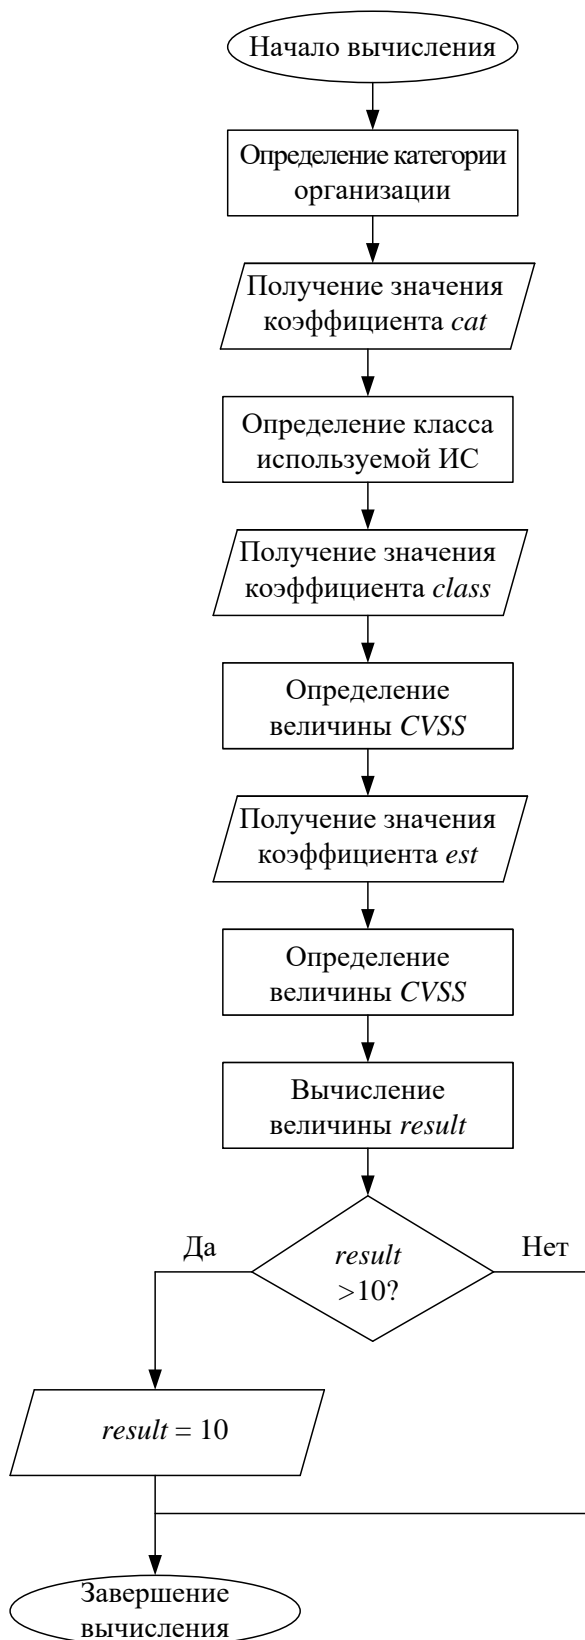 Начало вычисления
Определение категории
организации
Получение значения
коэффициента cat
Определение класса
используемой ИС
Получение значения
коэффициента class
Определение
величины CVSS
Получение значения
коэффициента est
Определение
величины CVSS
Вычисление
величины result
Да
result
>10?
Нет
result = 10
Завершение
вычисления